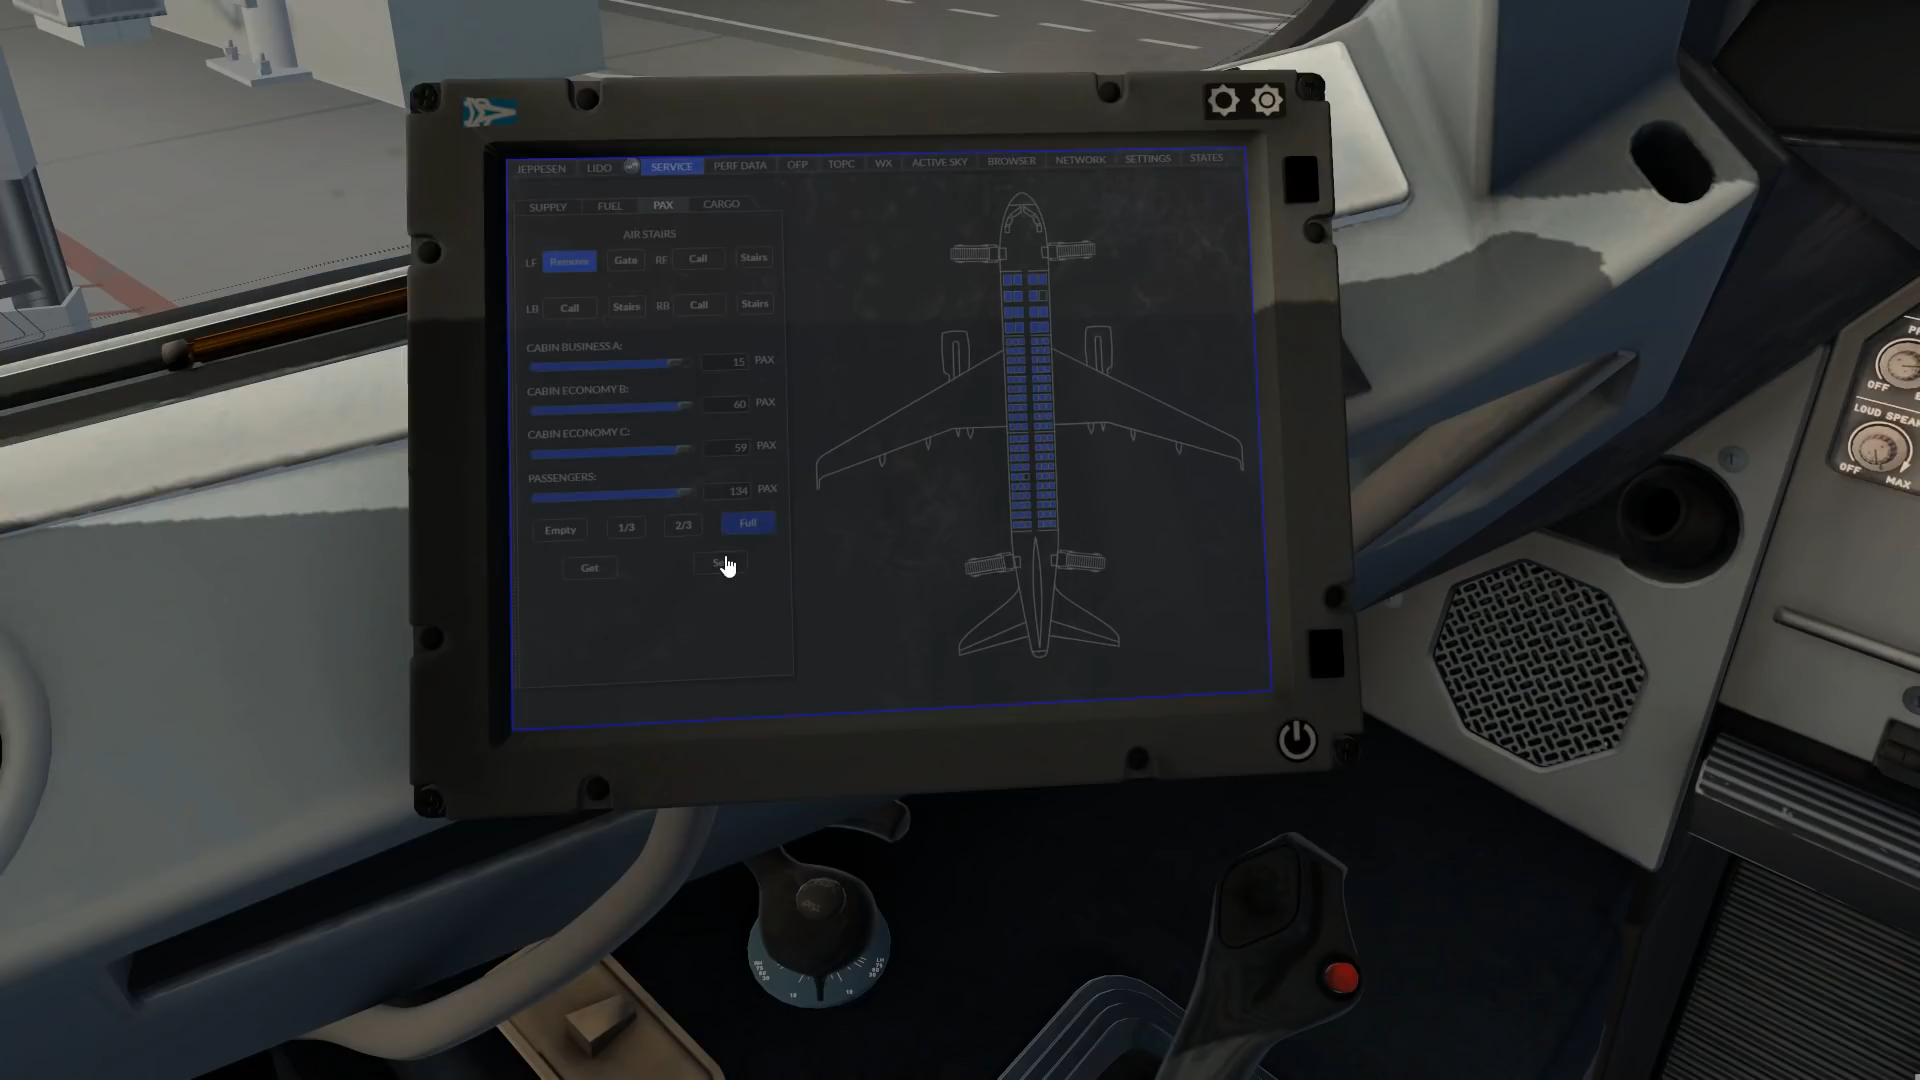 JEPPESEN LIDO SERVICE PERF DATA OFP TOPC WX ACTIVE SKY BROWSER NETWORK SETTINGS STATES
SUPPLY FUEL PAX CARGO
AIR STAIRS
LF Remove Gate RF Call Stairs
LB Call Stairs RB Call Stairs
CABIN BUSINESS A:
15 PAX
CABIN ECONOMY B:
60 PAX
CABIN ECONOMY C:
59 PAX
PASSENGERS:
134 PAX
Empty 1/3 2/3 Full
Get
OFF
LOUD SPEAK
OFF
MAX